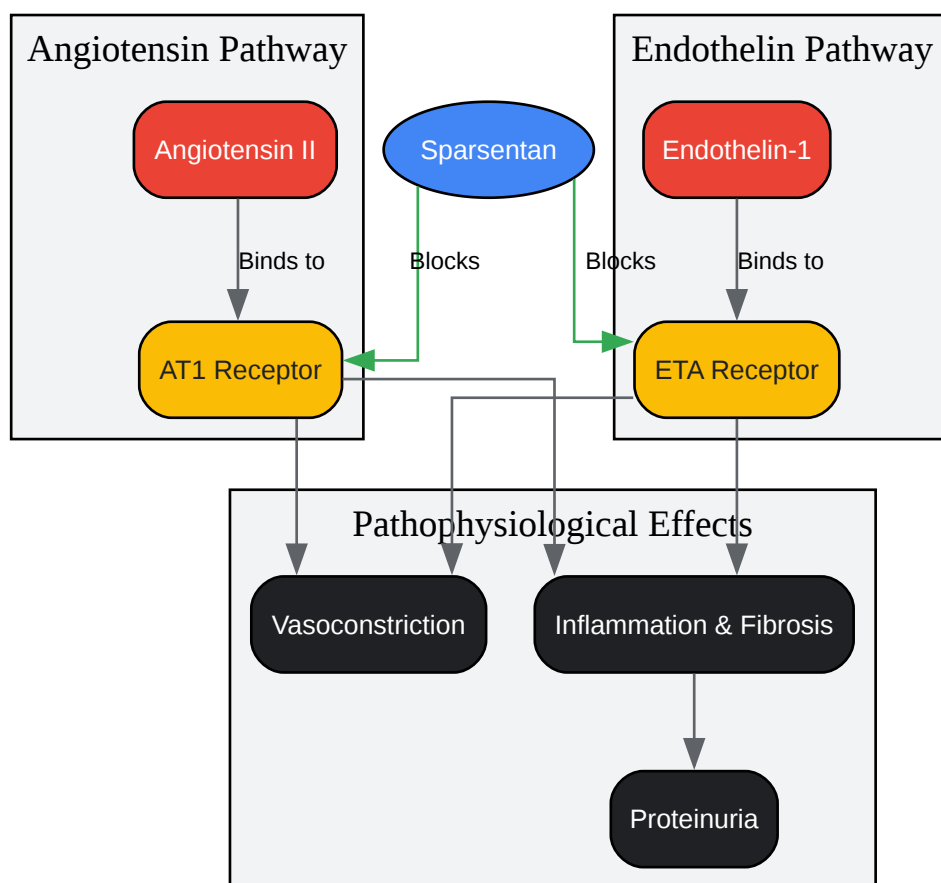 Angiotensin Pathway
Endothelin Pathway
Angiotensin II
Sparsentan
Endothelin-1
Binds to
Blocks
Blocks
Binds to
AT1 Receptor
ETA Receptor
Pathophysiological Effects
Vasoconstriction
Inflammation & Fibrosis
Proteinuria